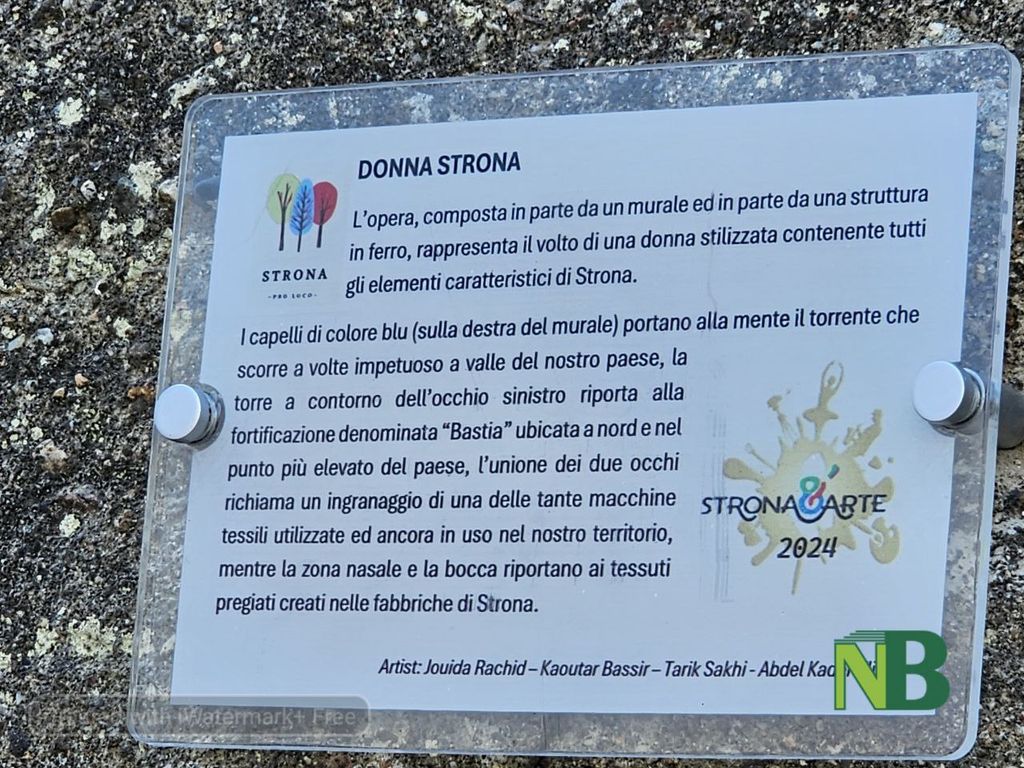 DONNA STRONA
L'opera, composta in parte da un murale ed in parte da una struttura
in ferro, rappresenta il volto di una donna stilizzata contenente tutti
gli elementi caratteristici di Strona.
STRONA
-PRO LOCO-
I capelli di colore blu (sulla destra del murale) portano alla mente il torrente che
scorre a volte impetuoso a valle del nostro paese, la
torre a contorno dell'occhio sinistro riporta alla
fortificazione denominata “Bastia” ubicata a nord e nel
punto più elevato del paese, l'unione dei due occhi
richiama un ingranaggio di una delle tante macchine
tessili utilizzate ed ancora in uso nel nostro territorio,
mentre la zona nasale e la bocca riportano ai tessuti
pregiati creati nelle fabbriche di Strona.
STRONA&ARTE
2024
Artist: Jouida Rachid – Kaoutar Bassir – Tarik Sakhi - Abdel
NB
with iWatermark+ Free